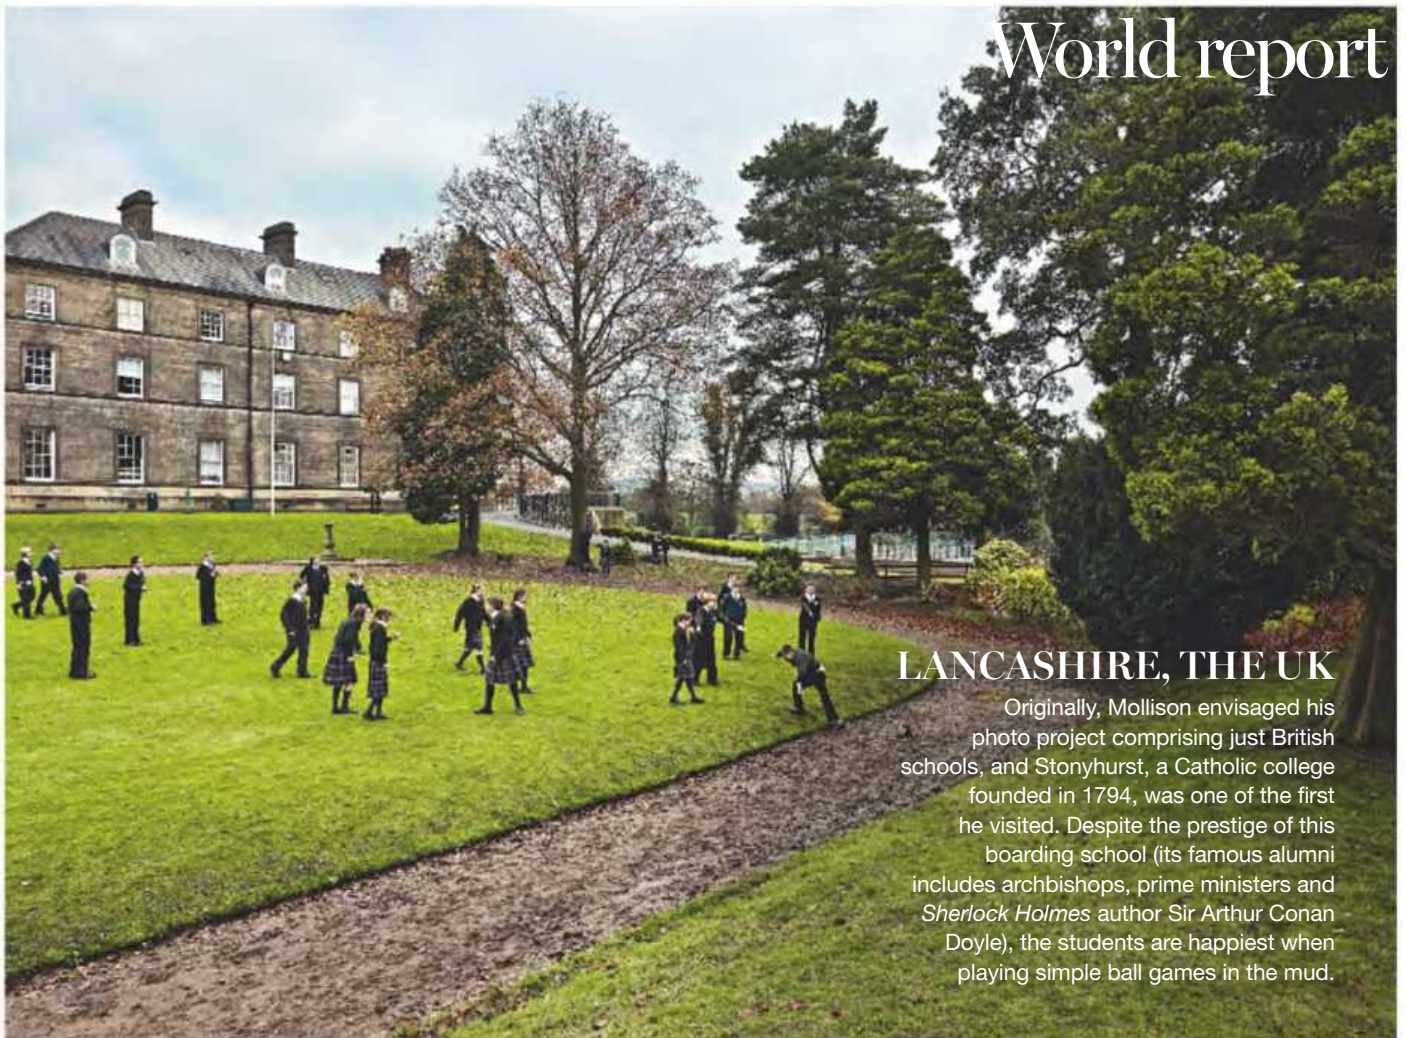 World report
LANCASHIRE, THE UK
Originally, Mollison envisaged his
photo project comprising just British
schools, and Stonyhurst, a Catholic college
founded in 1794, was one of the first
he visited. Despite the prestige of this
boarding school (its famous alumni
includes archbishops, prime ministers and
Sherlock Holmes author Sir Arthur Conan
Doyle), the students are happiest when
playing simple ball games in the mud.